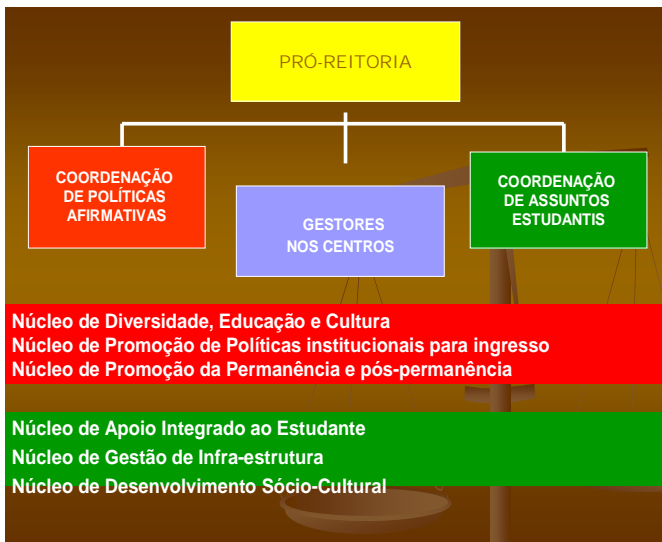 PRÓ-REITORIA
COORDENAÇÃO
DE POLÍTICAS
AFIRMATIVAS
GESTORES
NOS CENTROS
COORDENAÇÃO
DE ASSUNTOS
ESTUDANTIS
Núcleo de Diversidade, Educação e Cultura
Núcleo de Promoção de Políticas institucionais para ingresso
Núcleo de Promoção da Permanência e pós-permanência
Núcleo de Apoio Integrado ao Estudante
Núcleo de Gestão de Infra-estrutura
Núcleo de Desenvolvimento Sócio-Cultural